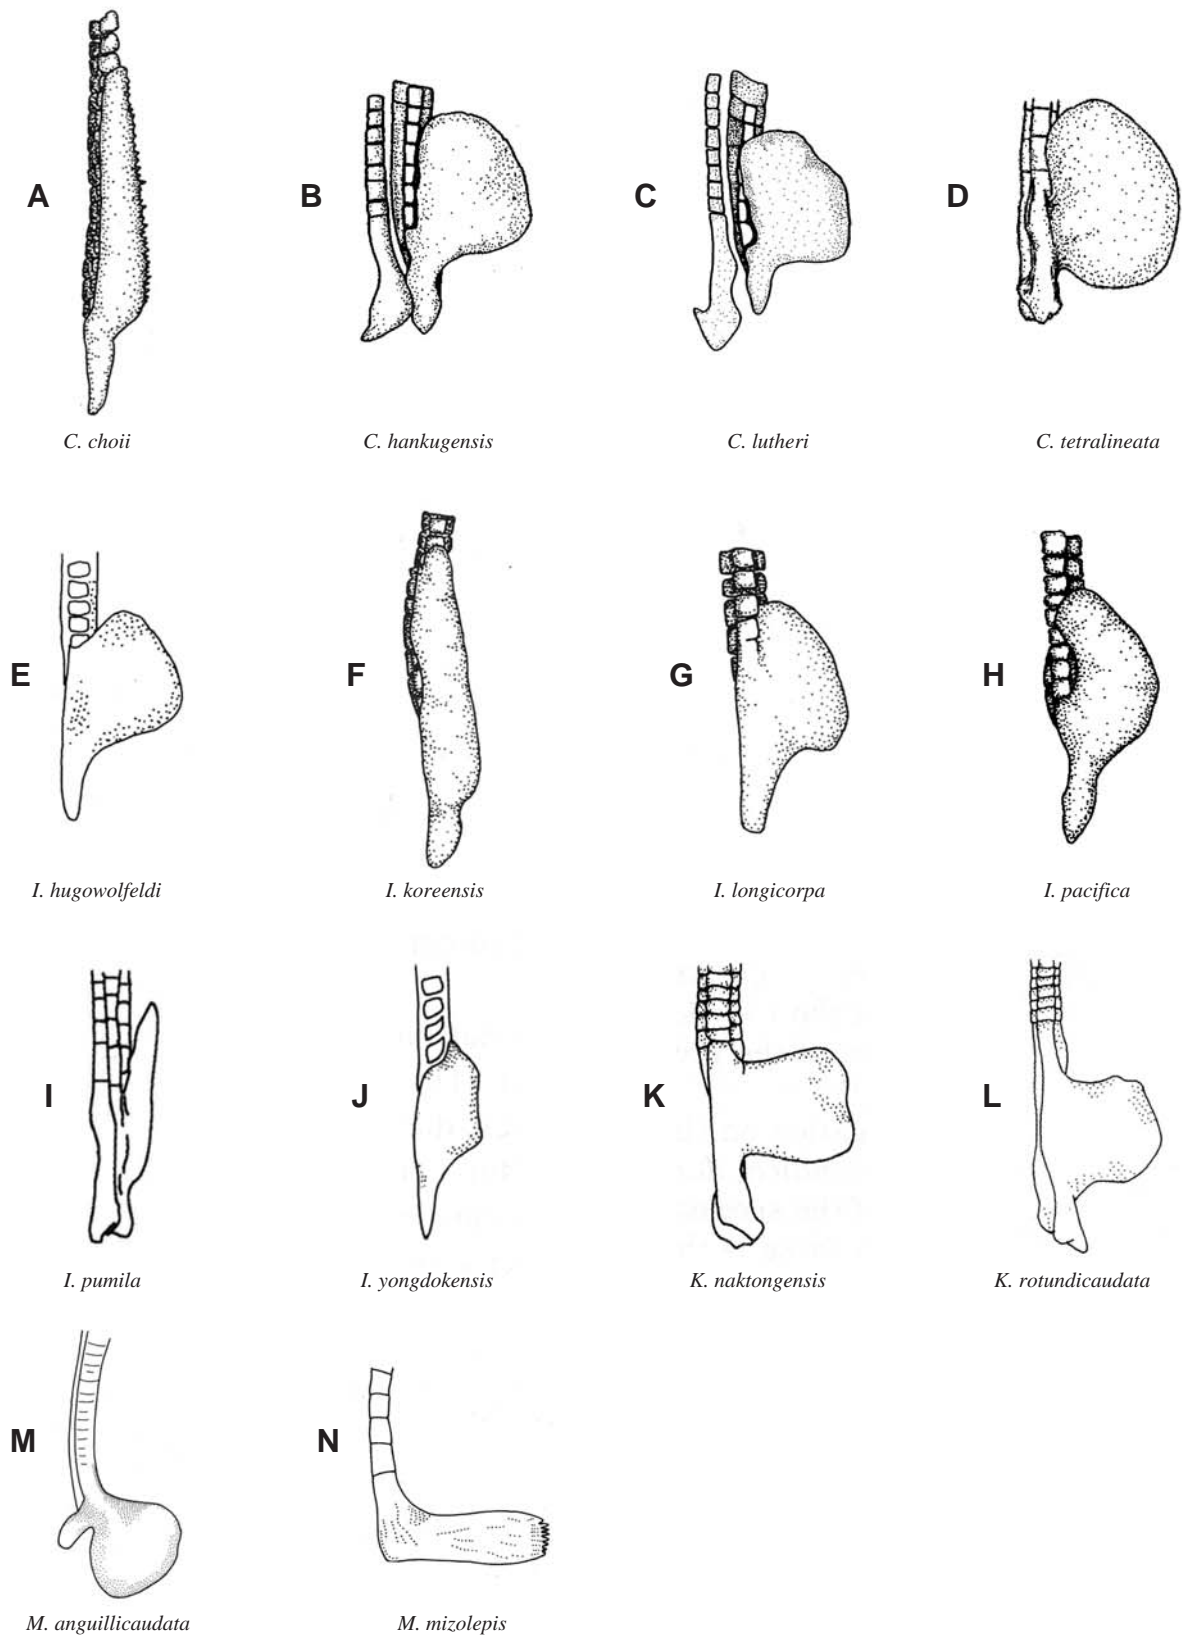 A B C D
C. choii C. hankugensis C. lutheri C. tetralineata
E F G H
I. hugowolfeldi I. koreensis I. longicorpa I. pacifica
I J K L
I. pumila I. yongdokensis K. naktongensis K. rotundicaudata
M N
M. anguillicaudata M. mizolepis